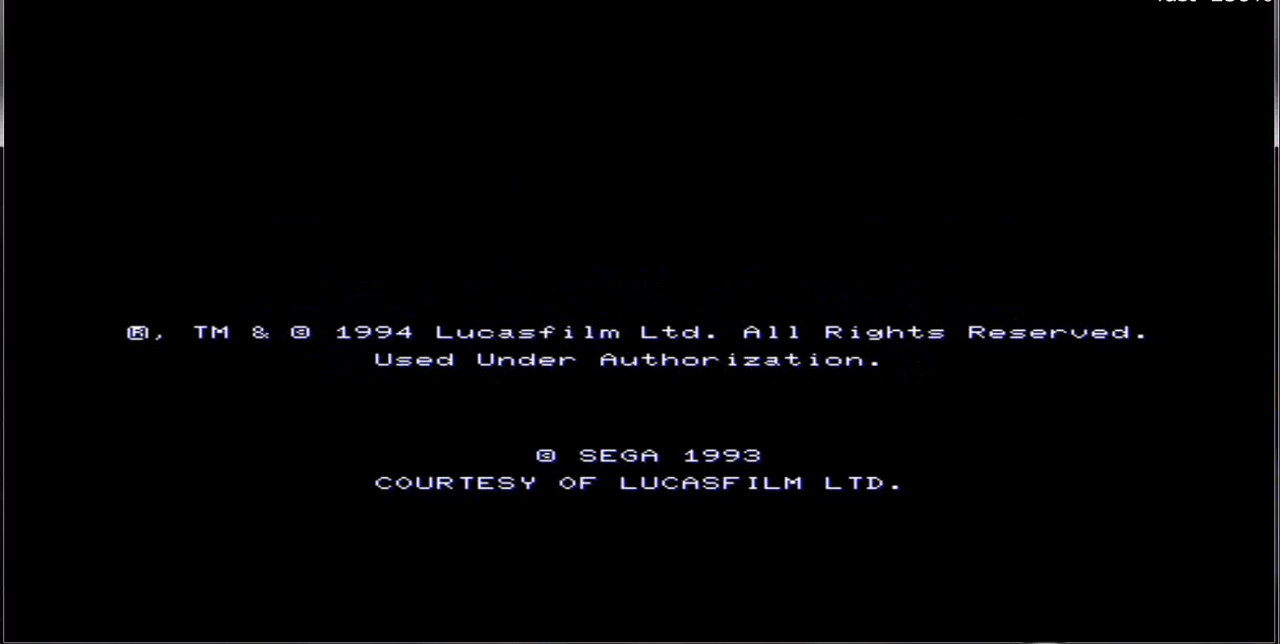 ®, TM & © 1994 Lucasfilm Ltd. All Rights Reserved.
Used Under Authorization.
© SEGA 1993
COURTESY OF LUCASFILM LTD.